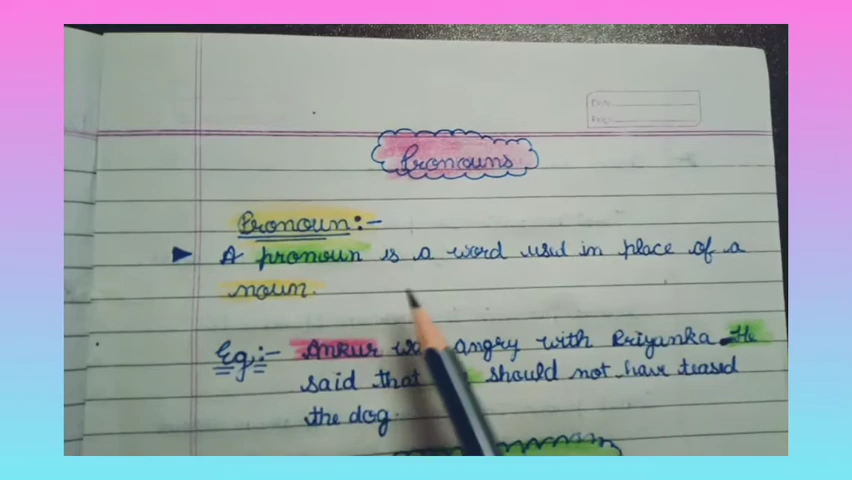 Pronouns
Pronoun:-
A pronoun is a word used in place of a
noun.
Eg:- Ankur angry with Priyanka. He
said that should not have teased
the dog.